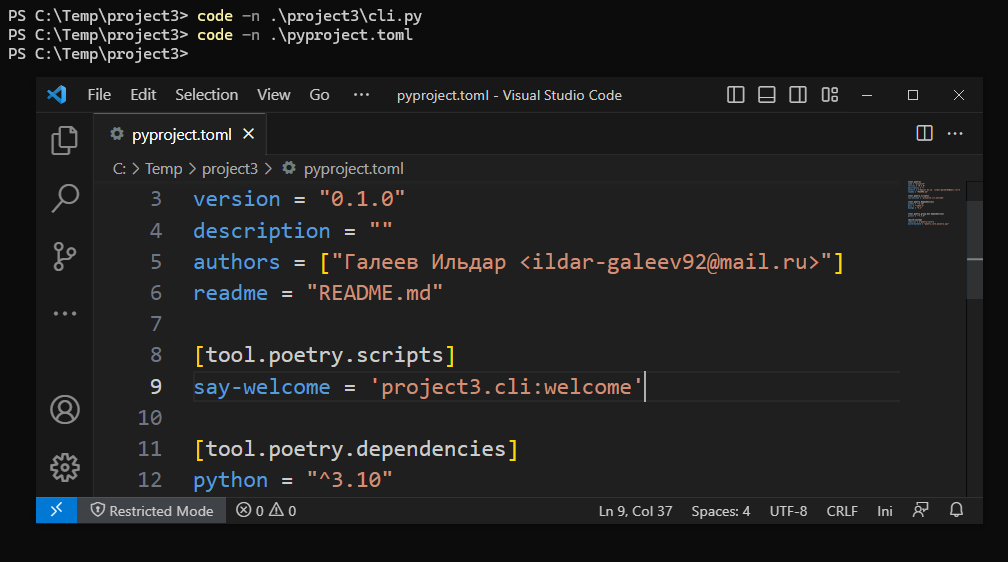 PS C:\Temp\project3> code -n .\project3\cli.py
PS C:\Temp\project3> code -n .\pyproject.toml
PS C:\Temp\project3>
File Edit Selection View Go ··· pyproject.toml - Visual Studio Code
pyproject.toml
C: > Temp > project3 > pyproject.toml
3 version = "0.1.0"
4 description = ""
5 authors = ["Галеев Ильдар <ildar-galeev92@mail.ru>"]
6 readme = "README.md"
7
8 [tool.poetry.scripts]
9 say-welcome = 'project3.cli:welcome'
10
11 [tool.poetry.dependencies]
12 python = "^3.10"
Restricted Mode 0 0 Ln 9, Col 37 Spaces: 4 UTF-8 CRLF Ini